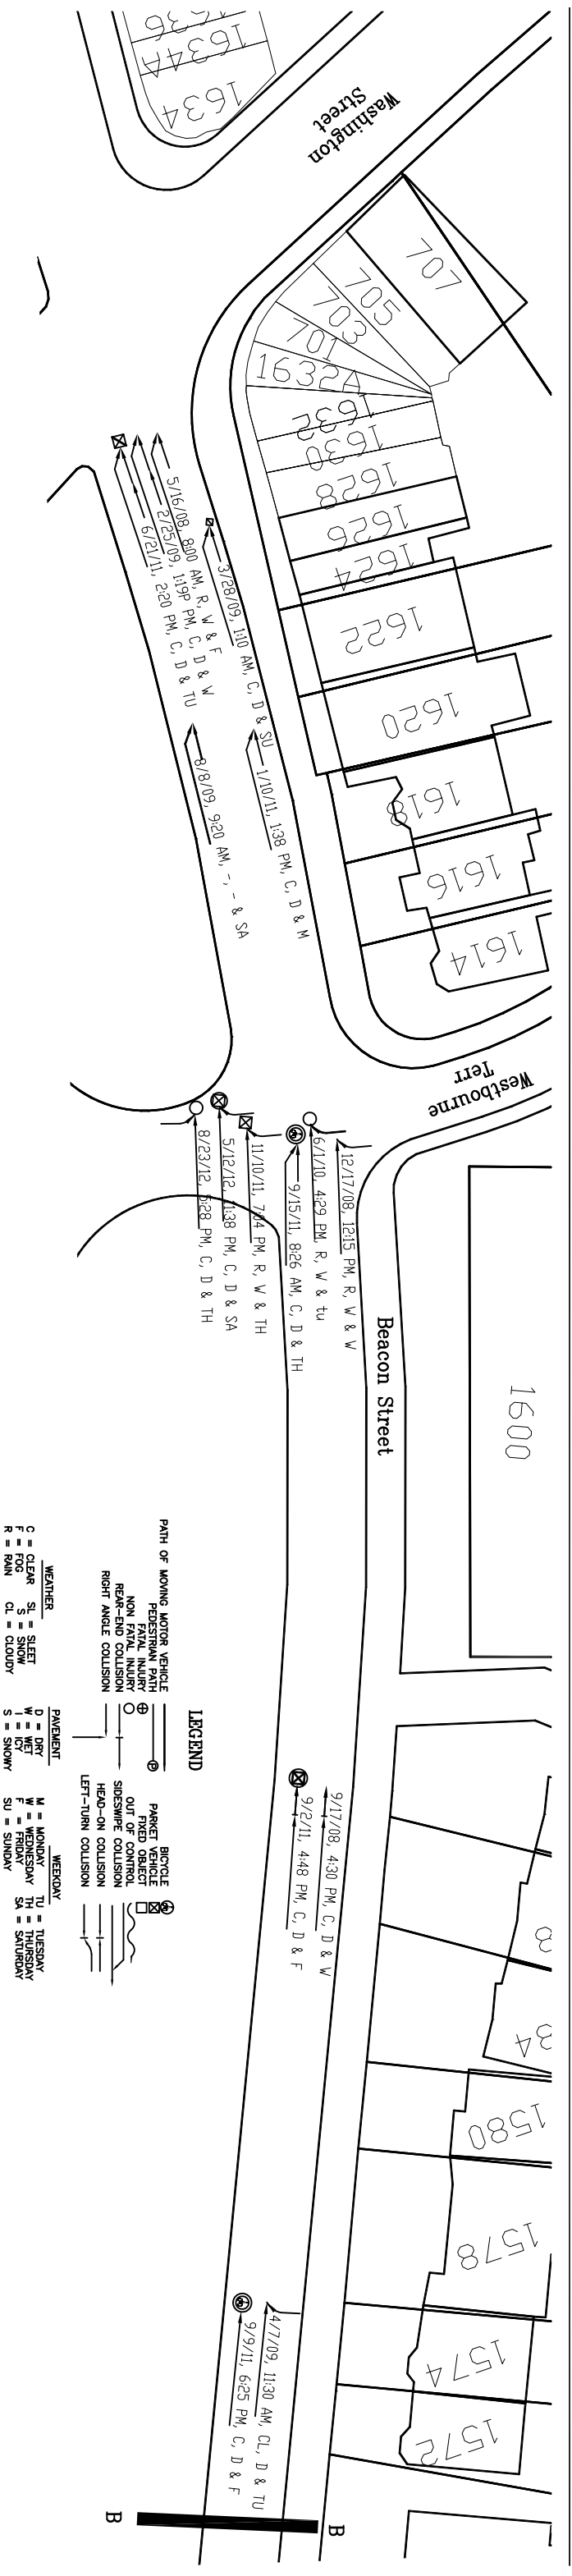 1636
1634A
1634
Washington
Street
707
705
703
701
1632A
1632
1630
1628
1626
1624
1622
1620
1618
1616
1614
5/16/08, 8:00 AM, R, W & F
2/25/09, 1:19P PM, C, D & W
6/21/11, 2:20 PM, C, D & TU
3/28/09, 1:10 AM, C, D & SU
1/10/11, 1:38 PM, C, D & M
8/8/09, 9:20 AM, -, - & SA
Westbourne
Terr
12/17/08, 12:15 PM, R, W & W
6/1/10, 4:29 PM, R, W & tu
9/15/11, 8:26 AM, C, D & TH
11/10/11, 7:04 PM, R, W & TH
5/12/12, 11:38 PM, C, D & SA
8/23/12, 5:28 PM, C, D & TH
Beacon Street
1600
9/17/08, 4:30 PM, C, D & W
9/2/11, 4:48 PM, C, D & F
84
1580
1578
1574
1572
4/7/09, 11:30 AM, CL, D & TU
9/9/11, 6:25 PM, C, D & F
B
B
LEGEND
PATH OF MOVING MOTOR VEHICLE
PEDESTRIAN PATH
FATAL INJURY
NON FATAL INJURY
REAR-END COLLISION
RIGHT ANGLE COLLISION
P
BICYCLE
PARKET VEHICLE
FIXED OBJECT
OUT OF CONTROL
SIDESWIPE COLLISION
HEAD-ON COLLISION
LEFT-TURN COLLISION
WEATHER
C = CLEAR SL = SLEET
F = FOG S = SNOW
R = RAIN CL = CLOUDY
PAVEMENT
D = DRY
W = WET
I = ICY
S = SNOWY
WEEKDAY
M = MONDAY TU = TUESDAY
W = WEDNESDAY TH = THURSDAY
F = FRIDAY SA = SATURDAY
SU = SUNDAY